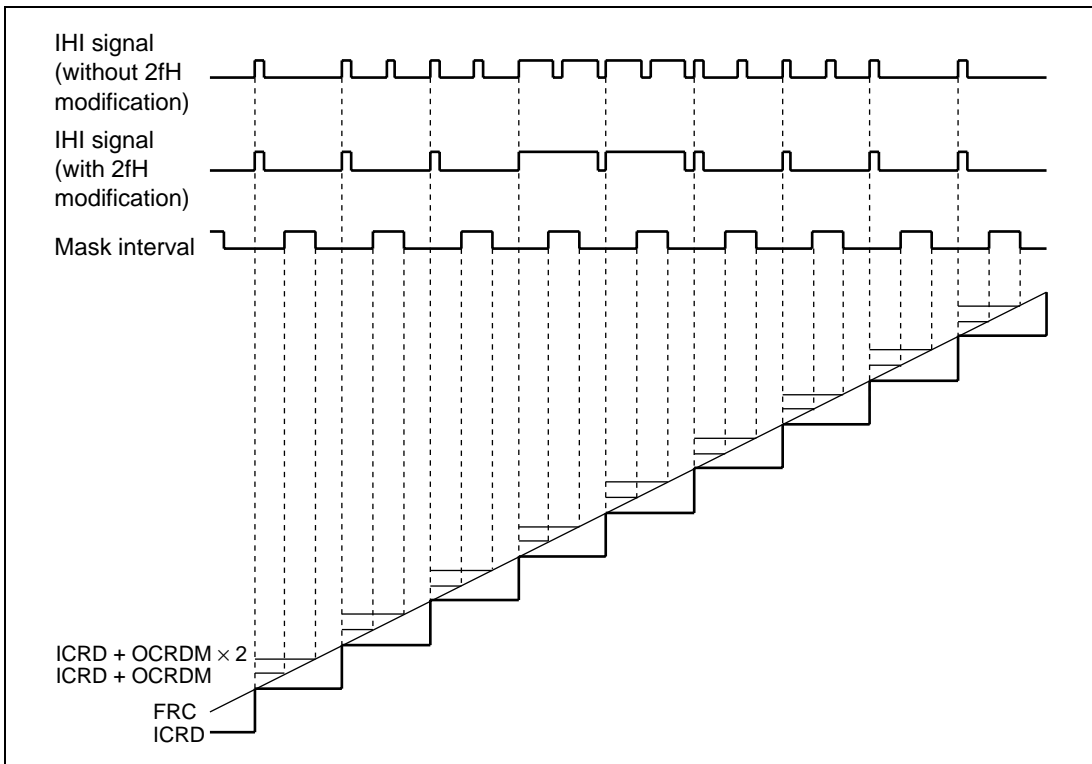 IHI signal
(without 2fH
modification)
IHI signal
(with 2fH
modification)
Mask interval
ICRD + OCRDM × 2
ICRD + OCRDM
FRC
ICRD